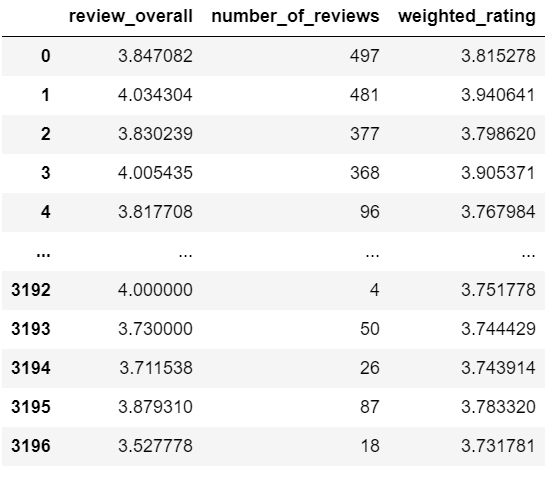 review_overall number_of_reviews weighted_rating
0 3.847082 497 3.815278
1 4.034304 481 3.940641
2 3.830239 377 3.798620
3 4.005435 368 3.905371
4 3.817708 96 3.767984
... ... ... ...
3192 4.000000 4 3.751778
3193 3.730000 50 3.744429
3194 3.711538 26 3.743914
3195 3.879310 87 3.783320
3196 3.527778 18 3.731781